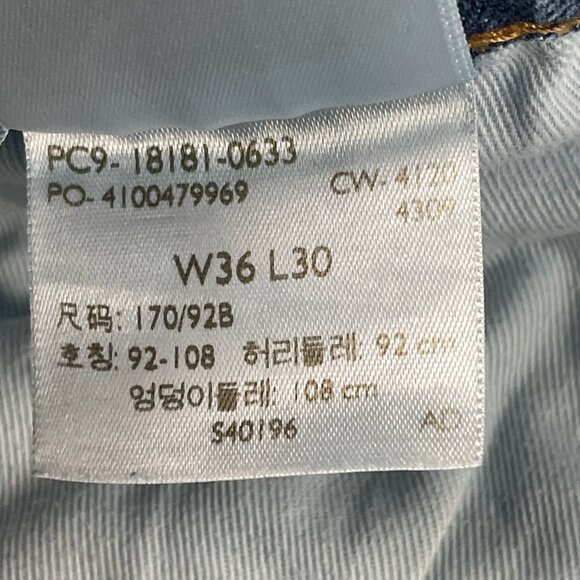 PC9- 18181-0633
PO- 4100479969 CW- 4120
4309
W36 L30
尺码: 170/92B
호칭: 92-108 허리둘레: 92 cm
엉덩이둘레: 108 cm
S40196 AD